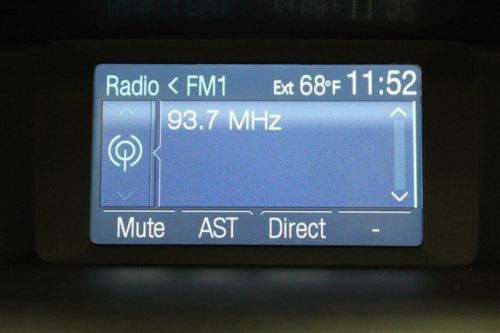 Radio < FM1 Ext 68°F 11:52
93.7 MHz
Mute AST Direct -